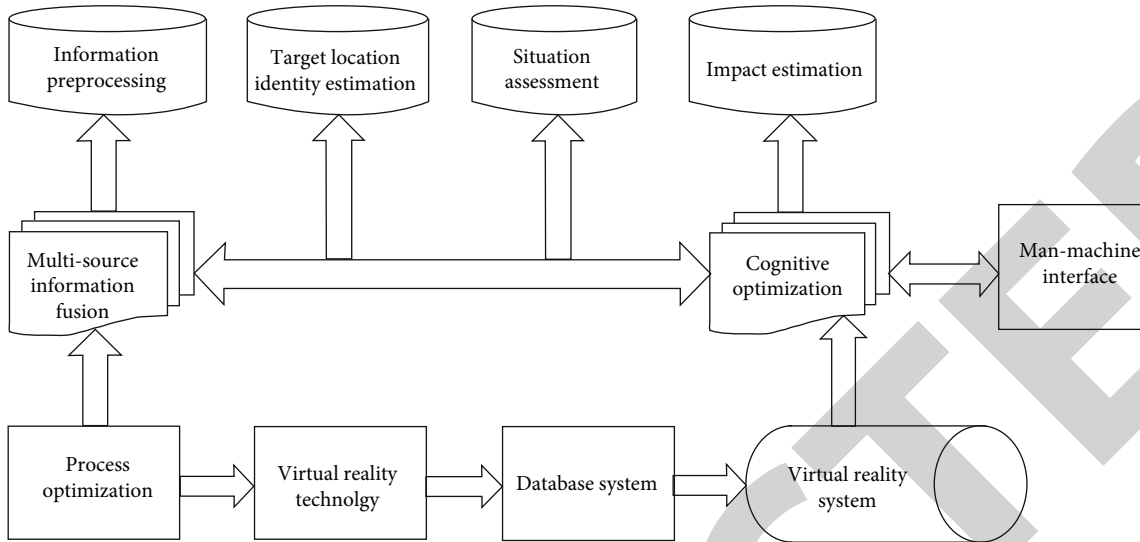 Information
preprocessing
Target location
identity estimation
Situation
assessment
Impact estimation
Multi-source
information
fusion
Cognitive
optimization
Man-machine
interface
Process
optimization
Virtual reality
technolgy
Database system
Virtual reality
system